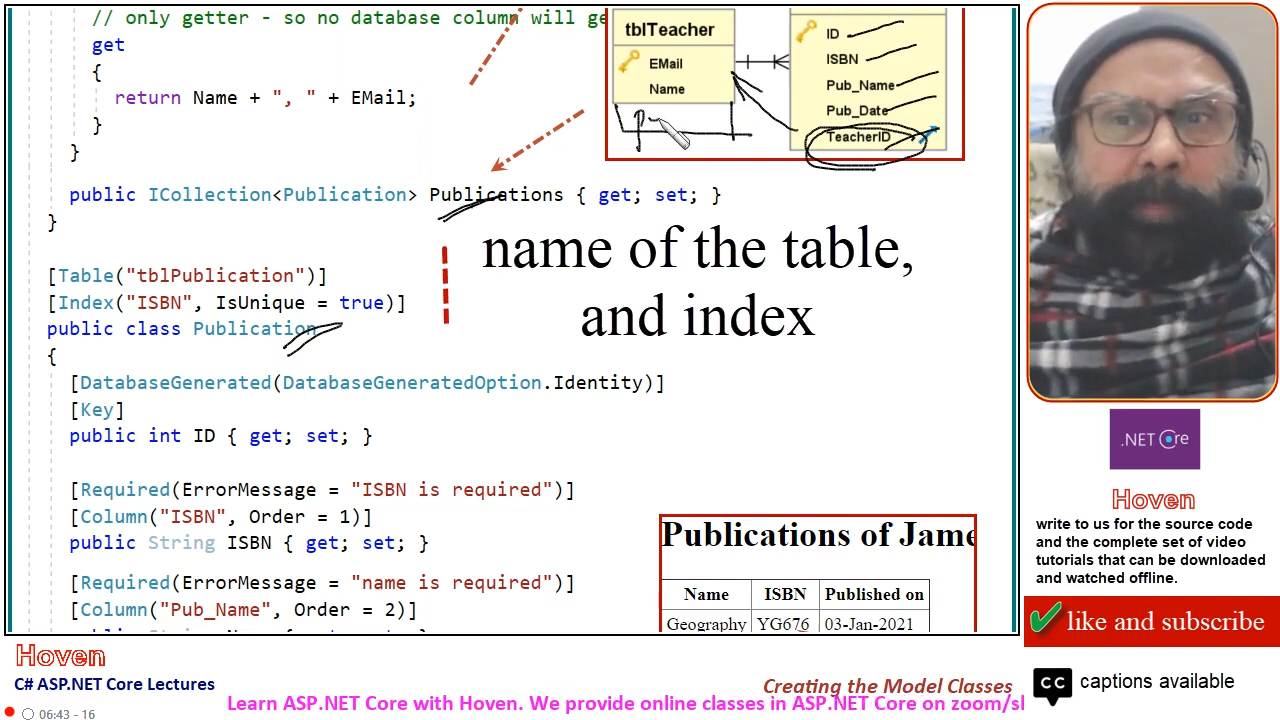 // only getter - so no database column will ge
get
{
return Name + ", " + EMail;
}
}
public ICollection<Publication> Publications { get; set; }
}
[Table("tblPublication")]
[Index("ISBN", IsUnique = true)]
public class Publication
{
[DatabaseGenerated(DatabaseGeneratedOption.Identity)]
[Key]
public int ID { get; set; }
[Required(ErrorMessage = "ISBN is required")]
[Column("ISBN", Order = 1)]
public String ISBN { get; set; }
[Required(ErrorMessage = "name is required")]
[Column("Pub_Name", Order = 2)]
tblTeacher
EMail
Name
ID
ISBN
Pub_Name
Pub_Date
TeacherID
name of the table,
and index
Publications of Jame
Name ISBN Published on
Geography YG676 03-Jan-2021
.NET Core
Hoven
write to us for the source code
and the complete set of video
tutorials that can be downloaded
and watched offline.
like and subscribe
CC captions available
Hoven
C# ASP.NET Core Lectures
Creating the Model Classes
Learn ASP.NET Core with Hoven. We provide online classes in ASP.NET Core on zoom/sl
06:43 - 16